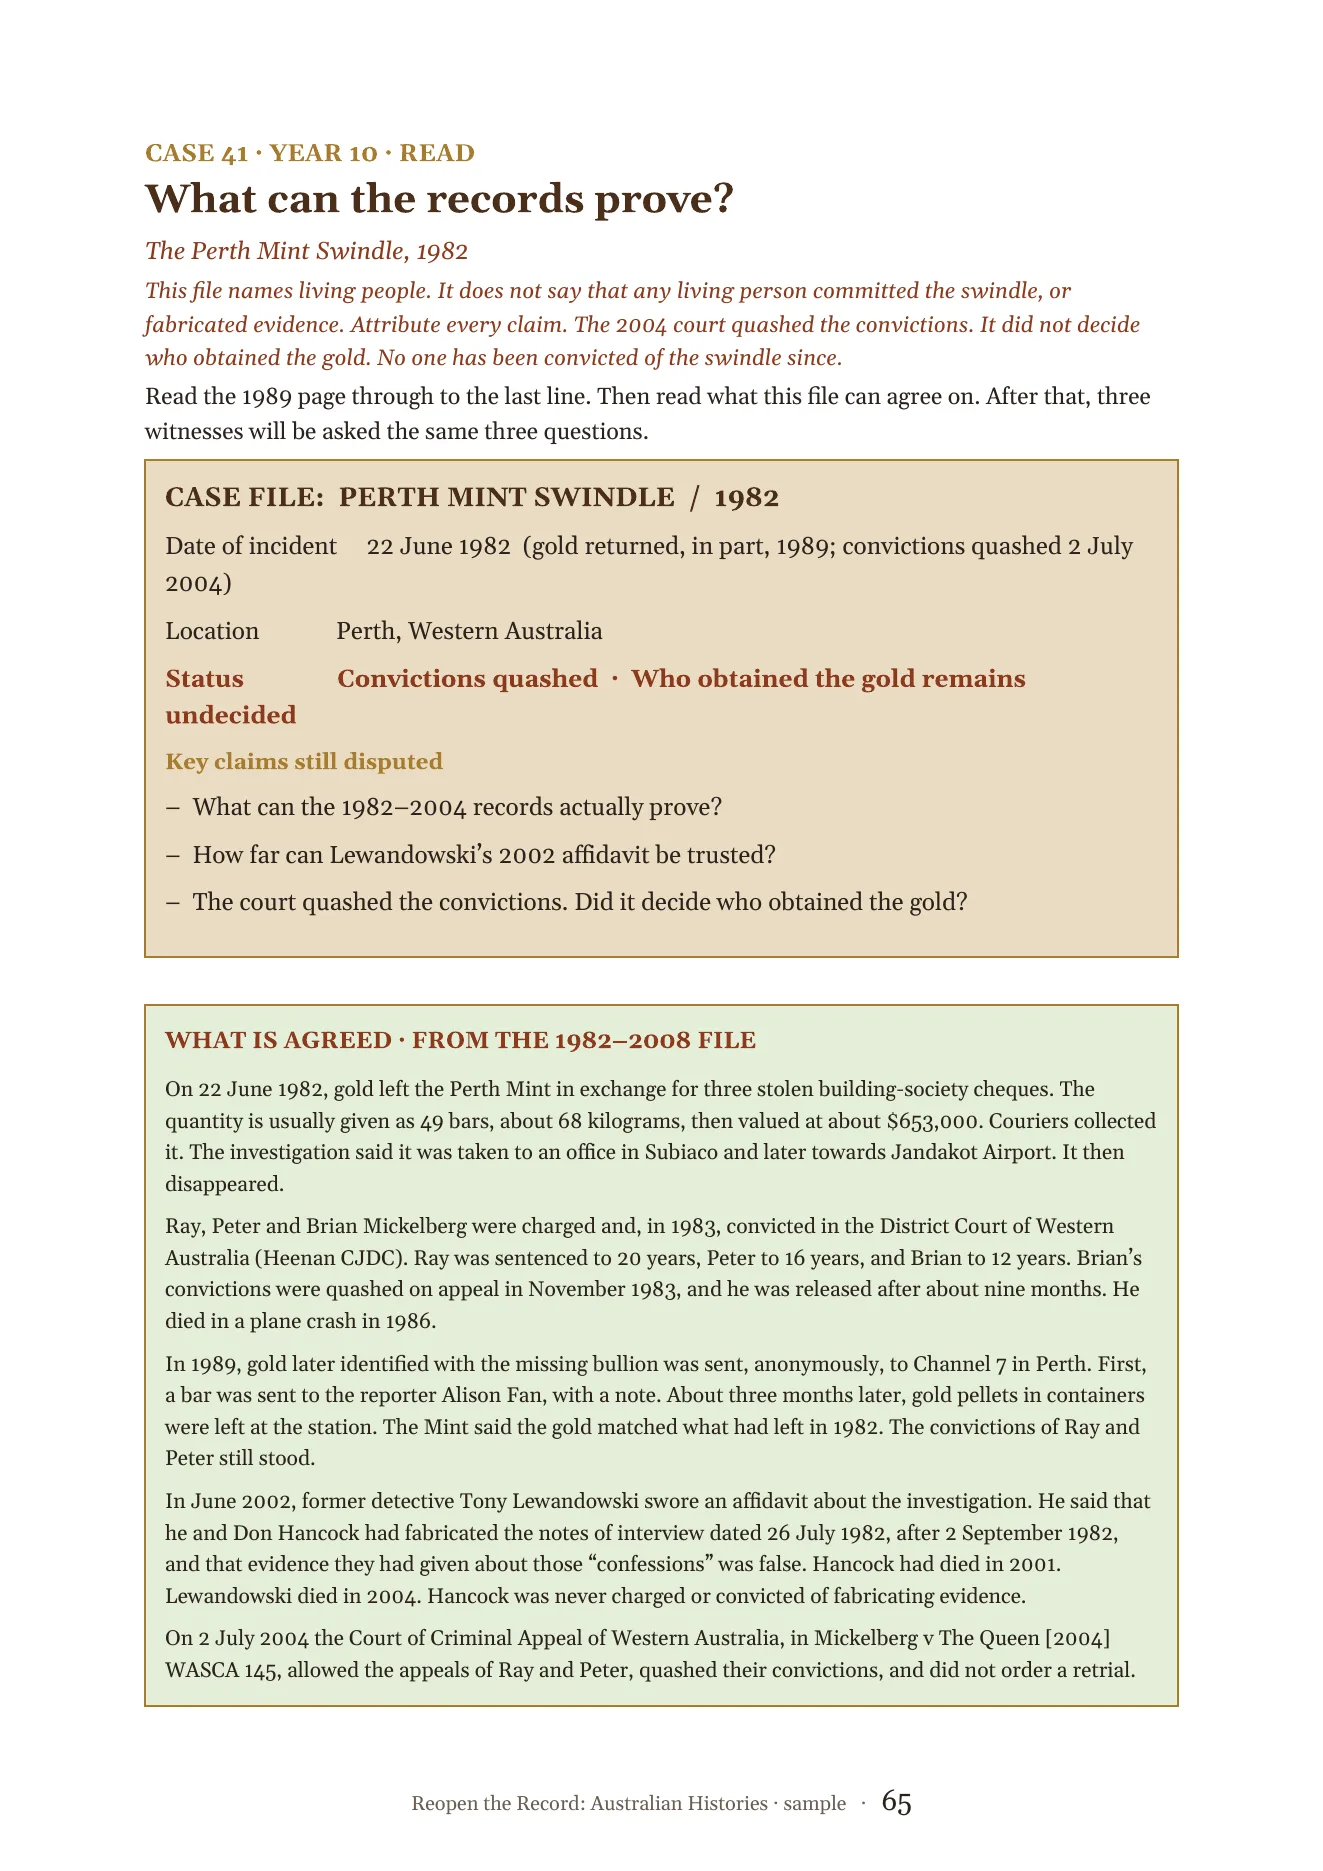 CASE 41 · YEAR 10 · READ
What can the records prove?
The Perth Mint Swindle, 1982
This file names living people. It does not say that any living person committed the swindle, or
fabricated evidence. Attribute every claim. The 2004 court quashed the convictions. It did not decide
who obtained the gold. No one has been convicted of the swindle since.
Read the 1989 page through to the last line. Then read what this file can agree on. After that, three
witnesses will be asked the same three questions.
CASE FILE: PERTH MINT SWINDLE / 1982
Date of incident 22 June 1982 (gold returned, in part, 1989; convictions quashed 2 July
2004)
Location Perth, Western Australia
Status Convictions quashed · Who obtained the gold remains
undecided
Key claims still disputed
– What can the 1982–2004 records actually prove?
– How far can Lewandowski’s 2002 affidavit be trusted?
– The court quashed the convictions. Did it decide who obtained the gold?
WHAT IS AGREED · FROM THE 1982–2008 FILE
On 22 June 1982, gold left the Perth Mint in exchange for three stolen building-society cheques. The
quantity is usually given as 49 bars, about 68 kilograms, then valued at about $653,000. Couriers collected
it. The investigation said it was taken to an office in Subiaco and later towards Jandakot Airport. It then
disappeared.
Ray, Peter and Brian Mickelberg were charged and, in 1983, convicted in the District Court of Western
Australia (Heenan CJDC). Ray was sentenced to 20 years, Peter to 16 years, and Brian to 12 years. Brian’s
convictions were quashed on appeal in November 1983, and he was released after about nine months. He
died in a plane crash in 1986.
In 1989, gold later identified with the missing bullion was sent, anonymously, to Channel 7 in Perth. First,
a bar was sent to the reporter Alison Fan, with a note. About three months later, gold pellets in containers
were left at the station. The Mint said the gold matched what had left in 1982. The convictions of Ray and
Peter still stood.
In June 2002, former detective Tony Lewandowski swore an affidavit about the investigation. He said that
he and Don Hancock had fabricated the notes of interview dated 26 July 1982, after 2 September 1982,
and that evidence they had given about those “confessions” was false. Hancock had died in 2001.
Lewandowski died in 2004. Hancock was never charged or convicted of fabricating evidence.
On 2 July 2004 the Court of Criminal Appeal of Western Australia, in Mickelberg v The Queen [2004]
WASCA 145, allowed the appeals of Ray and Peter, quashed their convictions, and did not order a retrial.
Reopen the Record: Australian Histories · sample · 65